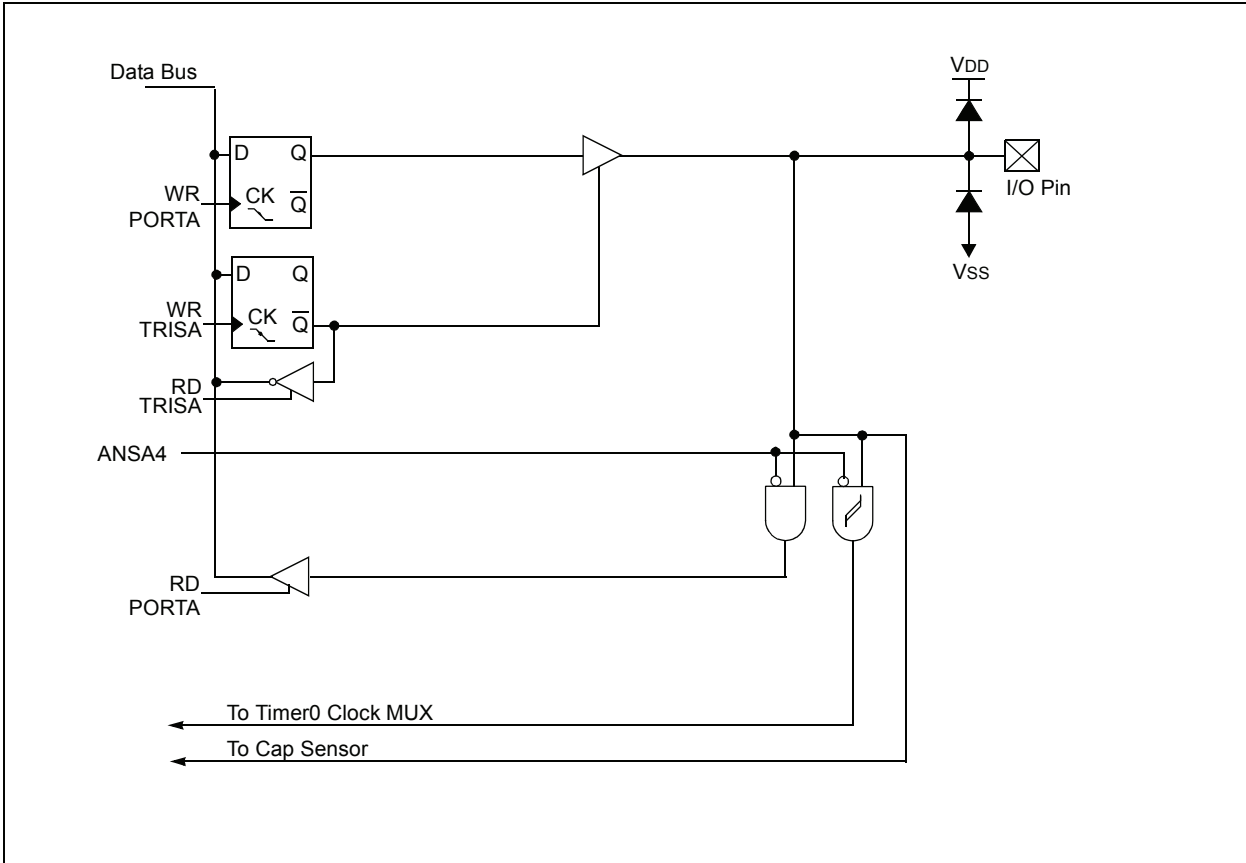 Data Bus
VDD
D Q
I/O Pin
WR
PORTA
CK
Q̅
VSS
D Q
WR
TRISA
CK
Q̅
RD
TRISA
ANSA4
RD
PORTA
To Timer0 Clock MUX
To Cap Sensor